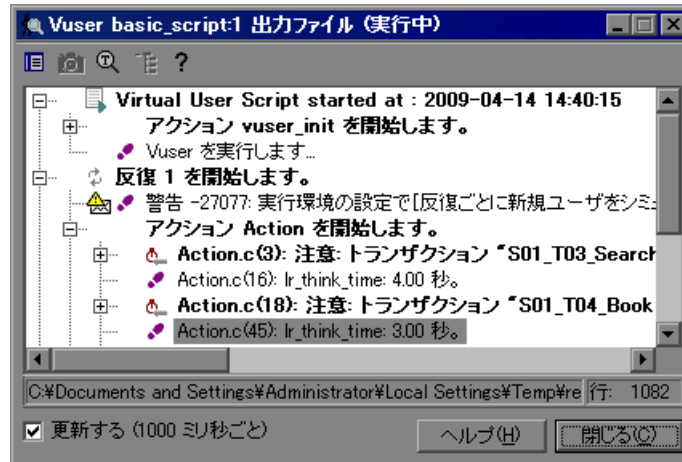 Vuser basic_script:1 出力ファイル (実行中)
?
Virtual User Script started at : 2009-04-14 14:40:15
アクション vuser_init を開始します。
Vuser を実行します...
反復 1 を開始します。
警告 -27077: 実行環境の設定で[反復ごとに新規ユーザをシミュ
アクション Action を開始します。
Action.c(3): 注意: トランザクション "S01_T03_Search
Action.c(16): lr_think_time: 4.00 秒。
Action.c(18): 注意: トランザクション "S01_T04_Book
Action.c(45): lr_think_time: 3.00 秒。
C:¥Documents and Settings¥Administrator¥Local Settings¥Temp¥re 行: 1082
更新する (1000 ミリ秒ごと) ヘルプ(H) 閉じる(C)